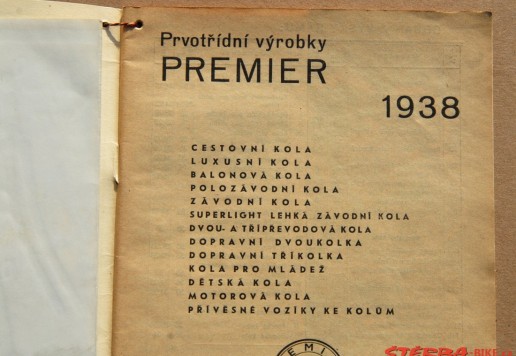 Prvotřídní výrobky
PREMIER
1938
CESTOVNÍ KOLA
LUXUSNÍ KOLA
BALONOVÁ KOLA
POLOZÁVODNÍ KOLA
ZÁVODNÍ KOLA
SUPERLIGHT LEHKÁ ZÁVODNÍ KOLA
DVOU- A TŘÍPŘEVODOVÁ KOLA
DOPRAVNÍ DVOUKOLKA
DOPRAVNÍ TŘÍKOLKA
KOLA PRO MLÁDEŽ
DĚTSKÁ KOLA
MOTOROVÁ KOLA
PŘÍVĚSNÉ VOZÍKY KE KOLŮM